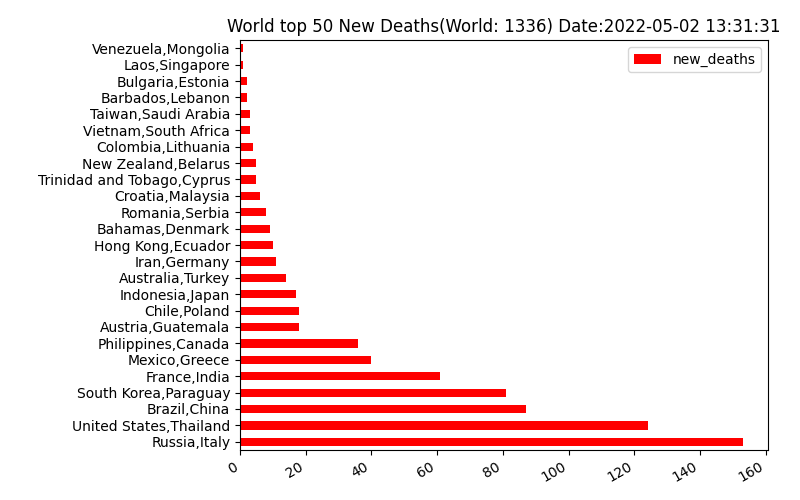 World top 50 New Deaths(World: 1336) Date:2022-05-02 13:31:31
new_deaths
Venezuela,Mongolia
Laos,Singapore
Bulgaria,Estonia
Barbados,Lebanon
Taiwan,Saudi Arabia
Vietnam,South Africa
Colombia,Lithuania
New Zealand,Belarus
Trinidad and Tobago,Cyprus
Croatia,Malaysia
Romania,Serbia
Bahamas,Denmark
Hong Kong,Ecuador
Iran,Germany
Australia,Turkey
Indonesia,Japan
Chile,Poland
Austria,Guatemala
Philippines,Canada
Mexico,Greece
France,India
South Korea,Paraguay
Brazil,China
United States,Thailand
Russia,Italy
0 20 40 60 80 100 120 140 160